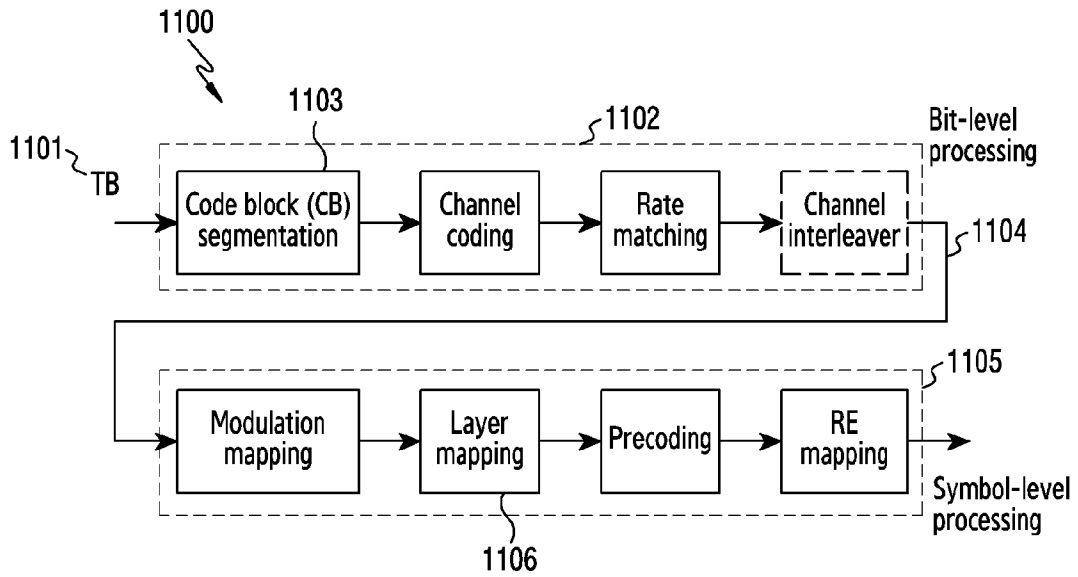 1100
1103
1102
Bit-level
processing
1101
TB
Code block (CB)
segmentation
Channel
coding
Rate
matching
Channel
interleaver
1104
1105
Modulation
mapping
Layer
mapping
Precoding
RE
mapping
Symbol-level
processing
1106